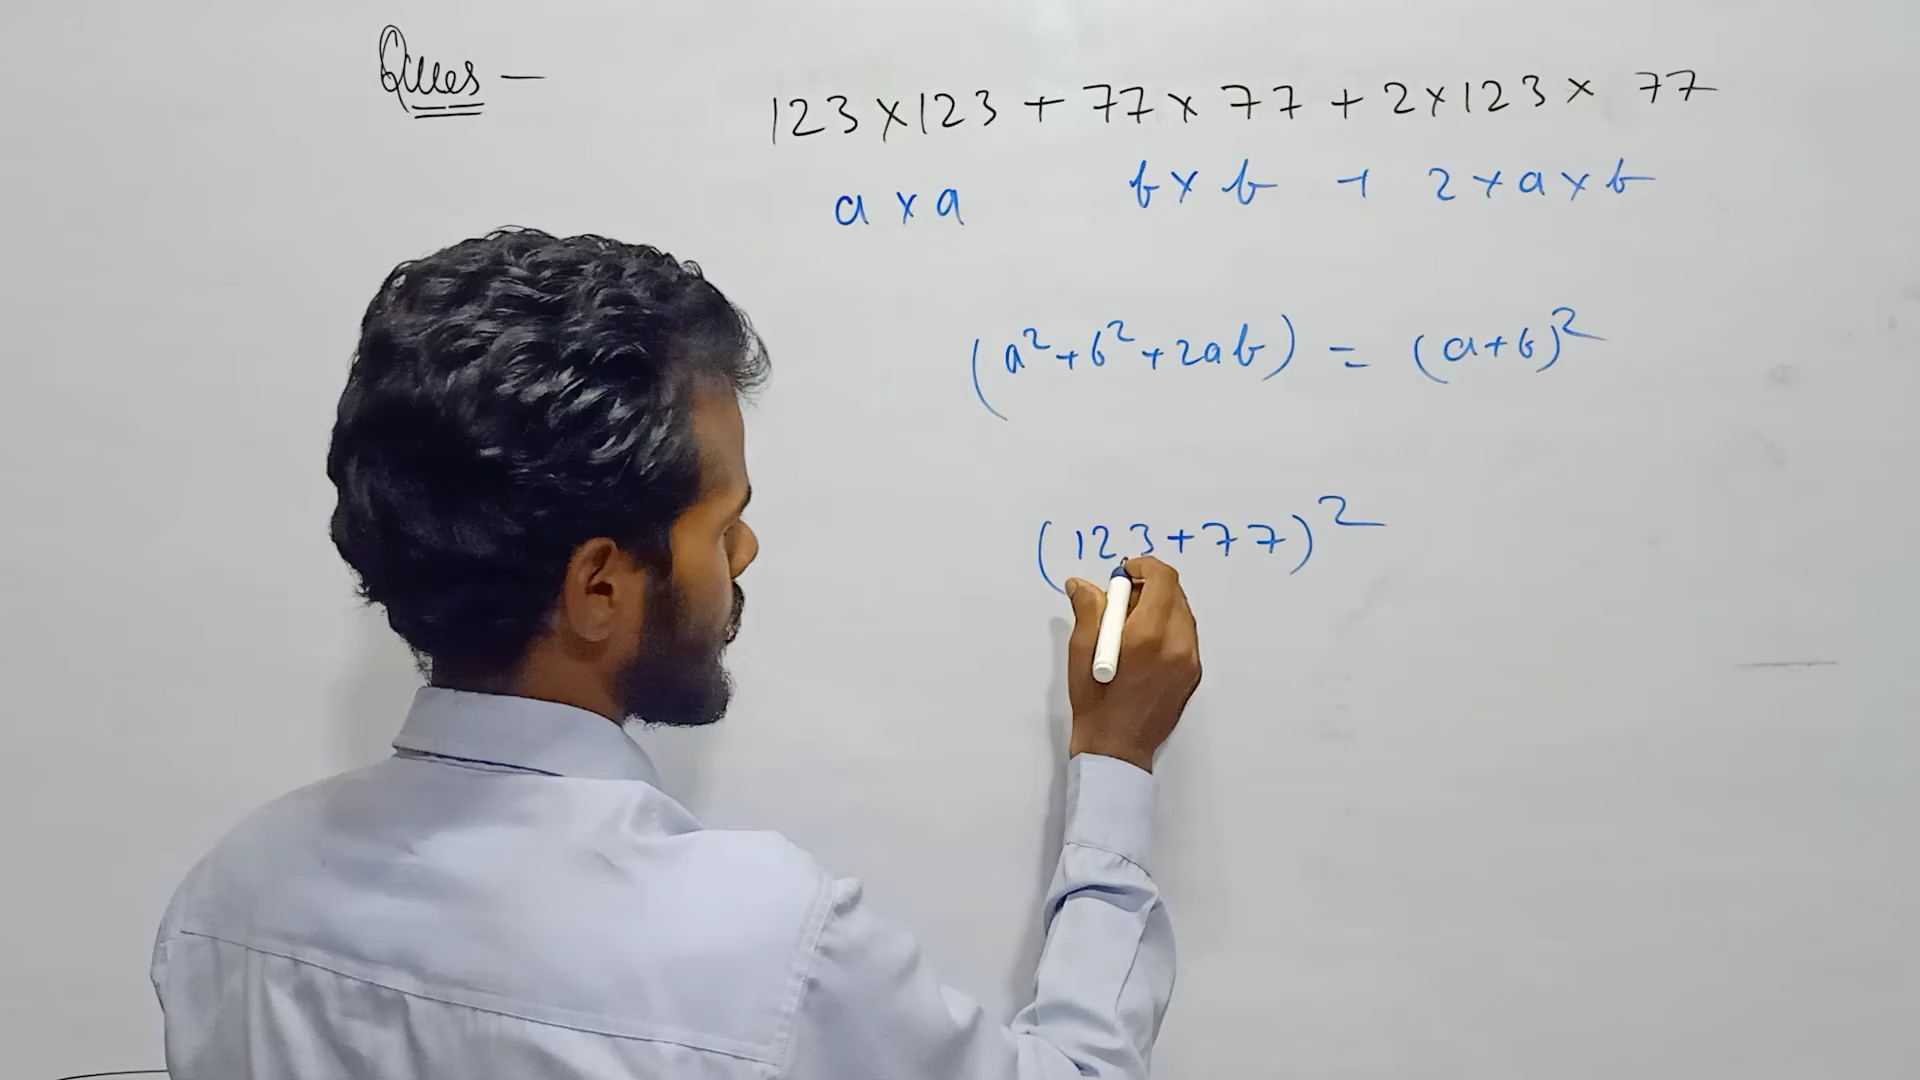 Ques —
123×123 + 77×77 + 2×123× 77
a×a b×b + 2×a×b
(a²+b²+2ab) = (a+b)²
(123+77)²